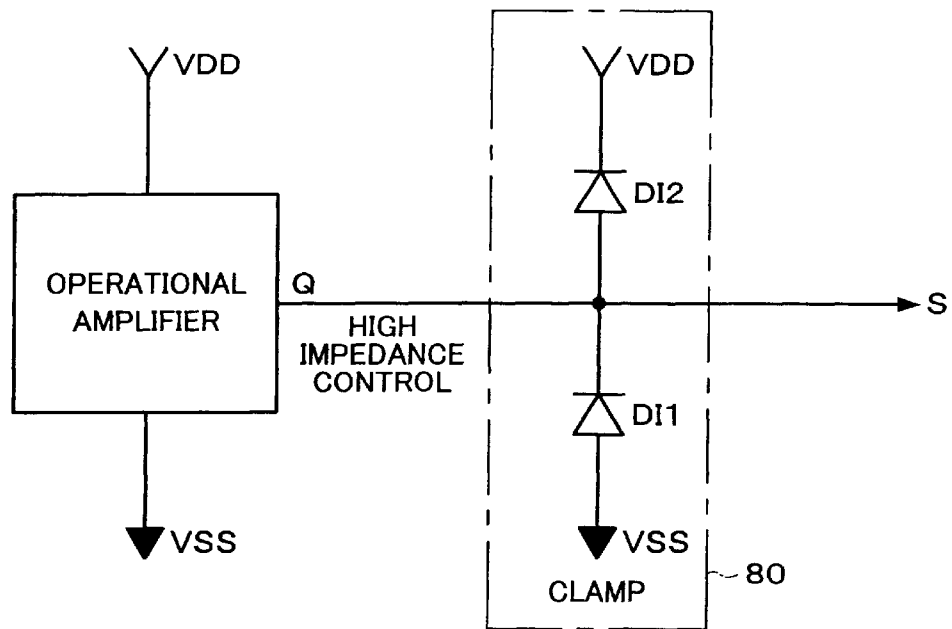 VDD
VDD
DI2
OPERATIONAL
AMPLIFIER
Q
S
HIGH
IMPEDANCE
CONTROL
DI1
VSS
VSS
CLAMP
80